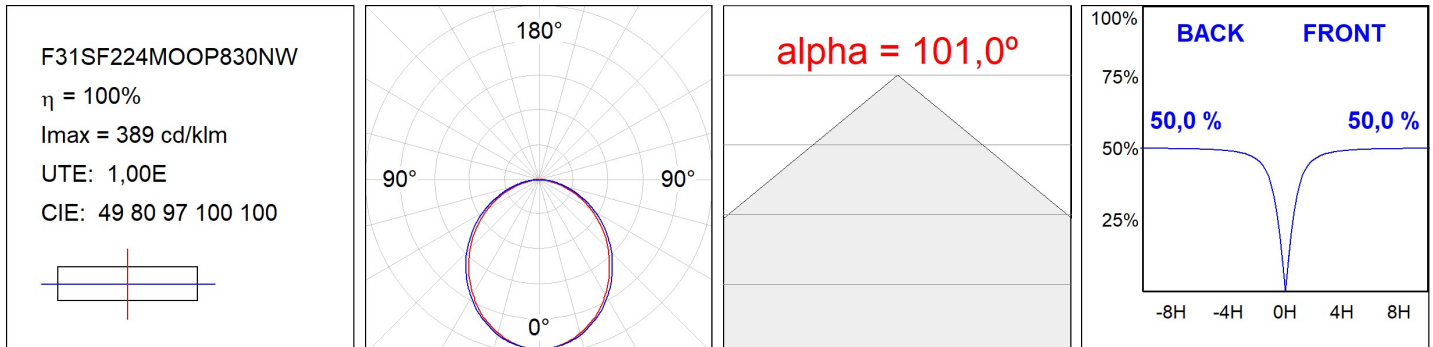 F31SF224MOOP830NW
η = 100%
Imax = 389 cd/klm
UTE: 1,00E
CIE: 49 80 97 100 100
180°
90°
90°
0°
alpha = 101,0º
100%
BACK
FRONT
75%
50,0 %
50,0 %
50%
25%
-8H
-4H
0H
4H
8H